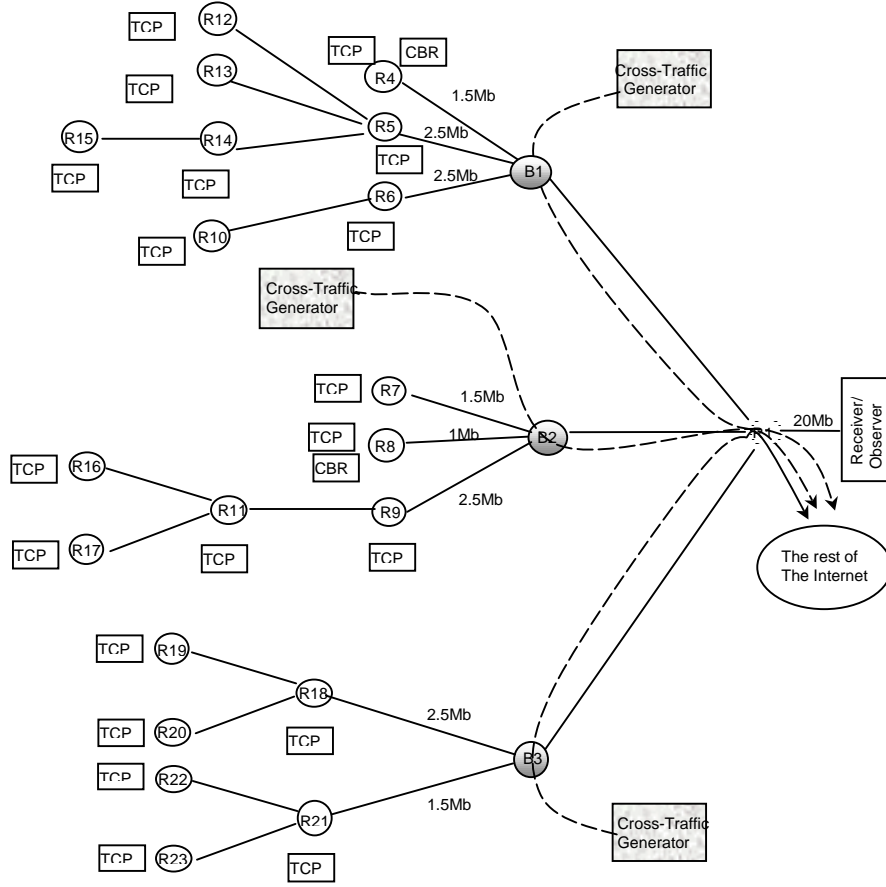 R12
TCP
R13
TCP
TCP
CBR
R4
1.5Mb
Cross-Traffic
Generator
R15
TCP
R14
TCP
R5
2.5Mb
TCP
B1
R6
2.5Mb
TCP
R10
TCP
Cross-Traffic
Generator
TCP
R7
1.5Mb
TCP
CBR
R8
1Mb
B2
20Mb
Receiver/
Observer
TCP
R16
R11
TCP
R9
2.5Mb
TCP
TCP
R17
The rest of
The Internet
TCP
R19
R18
2.5Mb
TCP
TCP
R20
B3
TCP
R22
R21
1.5Mb
TCP
TCP
R23
Cross-Traffic
Generator